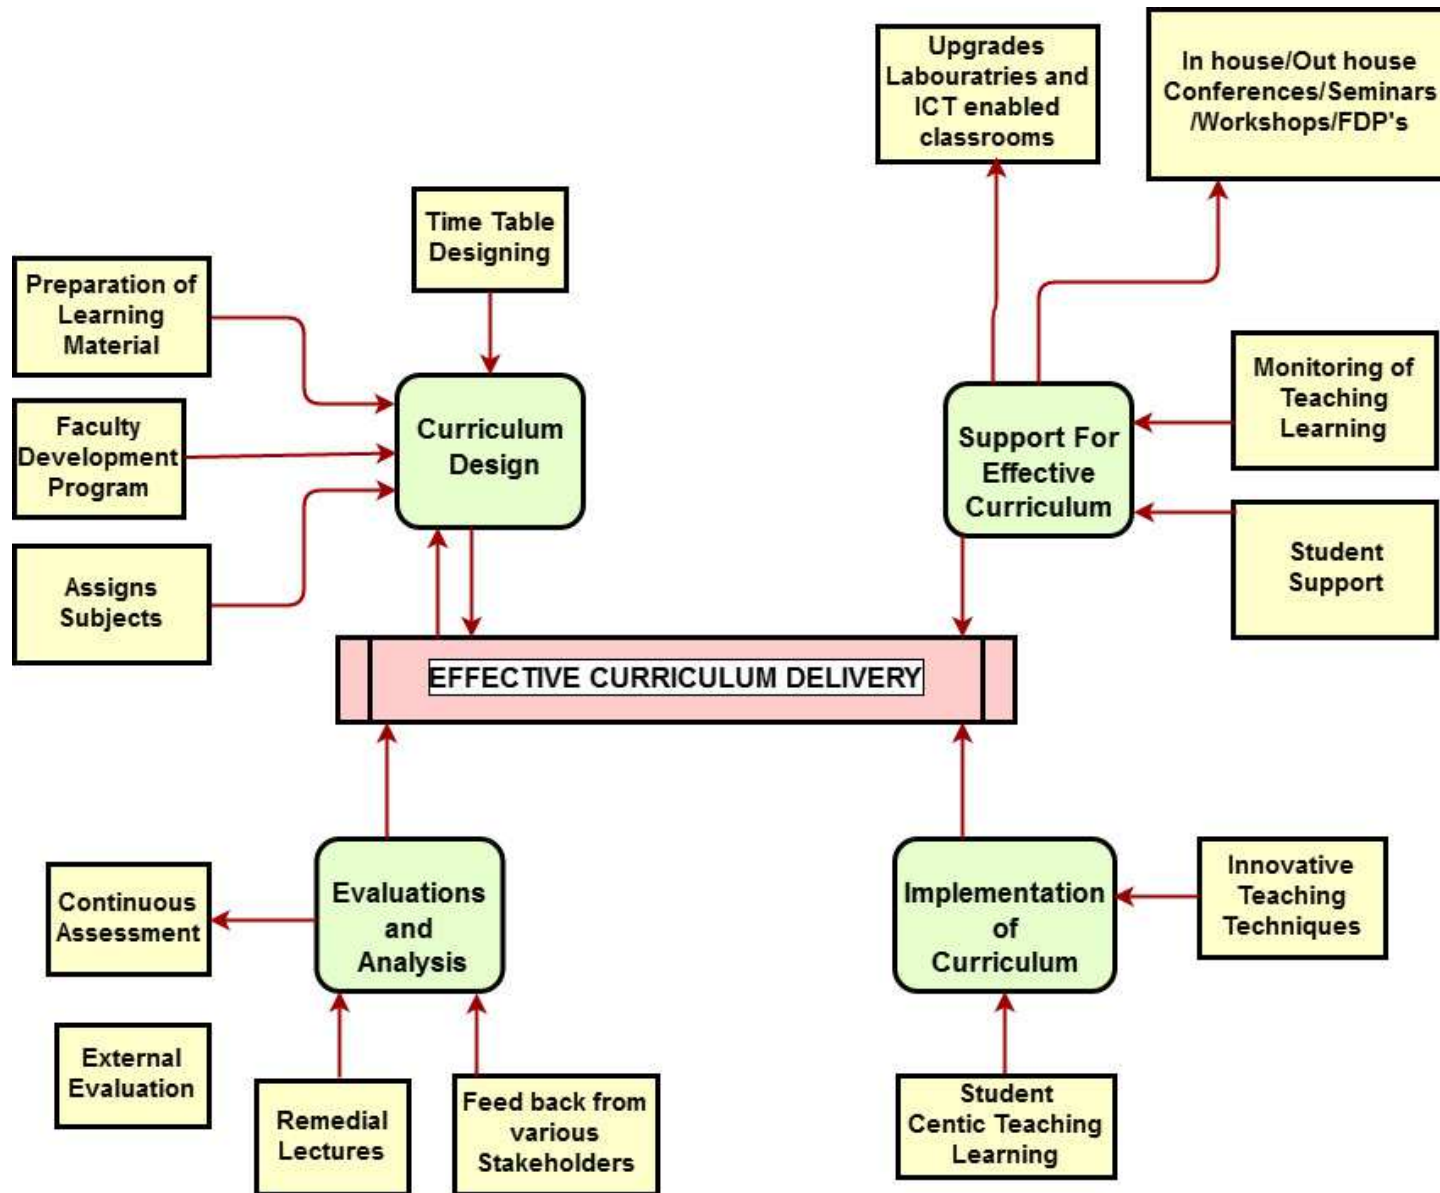 Upgrades
Labouratries and
ICT enabled
classrooms
In house/Out house
Conferences/Seminars
/Workshops/FDP's
Time Table
Designing
Preparation of
Learning
Material
Faculty
Development
Program
Assigns
Subjects
Curriculum
Design
Support For
Effective
Curriculum
Monitoring of
Teaching
Learning
Student
Support
EFFECTIVE CURRICULUM DELIVERY
Continuous
Assessment
Evaluations
and
Analysis
Implementation
of
Curriculum
Innovative
Teaching
Techniques
External
Evaluation
Remedial
Lectures
Feed back from
various
Stakeholders
Student
Centic Teaching
Learning